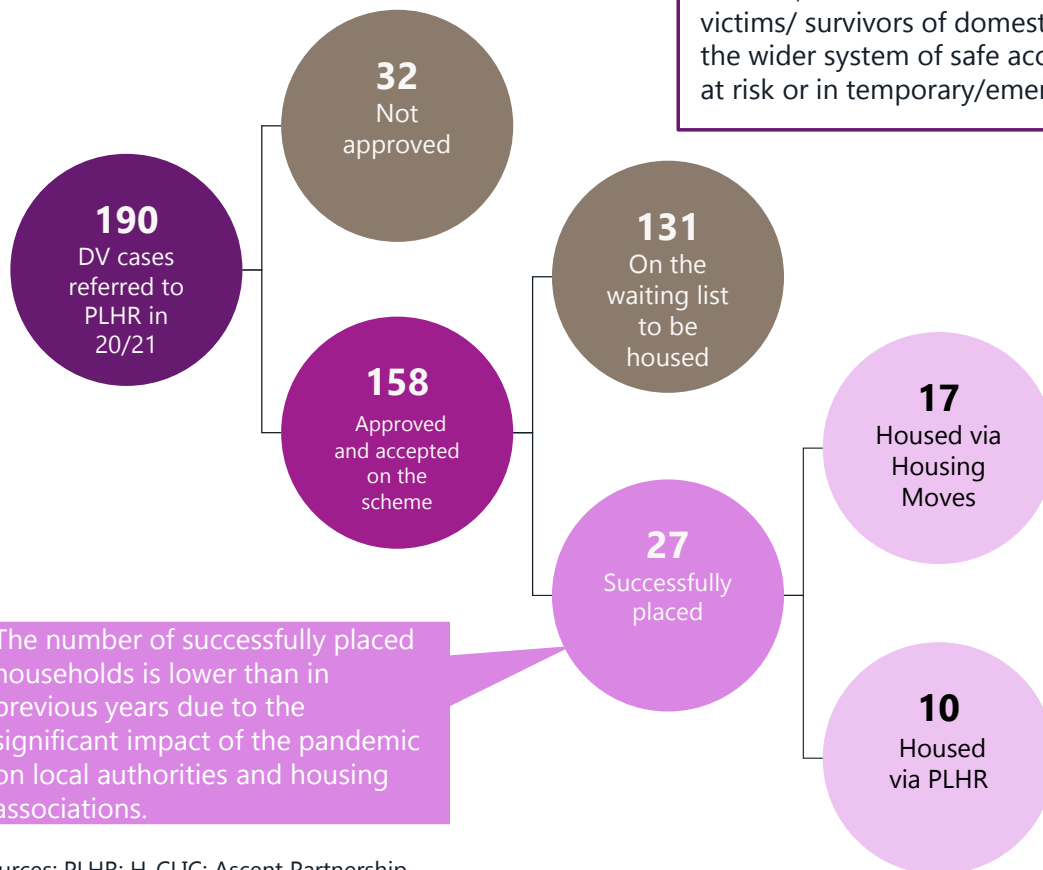 victims/ survivors of
the wider system of safe
at risk or in
32
Not
approved
190
DV cases
referred to
PLHR in
20/21
131
On the
waiting list
to be
housed
158
Approved
and accepted
on the
scheme
17
Housed via
Housing
Moves
27
Successfully
placed
The number of successfully placed
households is lower than in
previous years due to the
significant impact of the pandemic
on local authorities and housing
associations.
10
Housed
via PLHR
PLHR; H-CLIC; Ascent Partnership